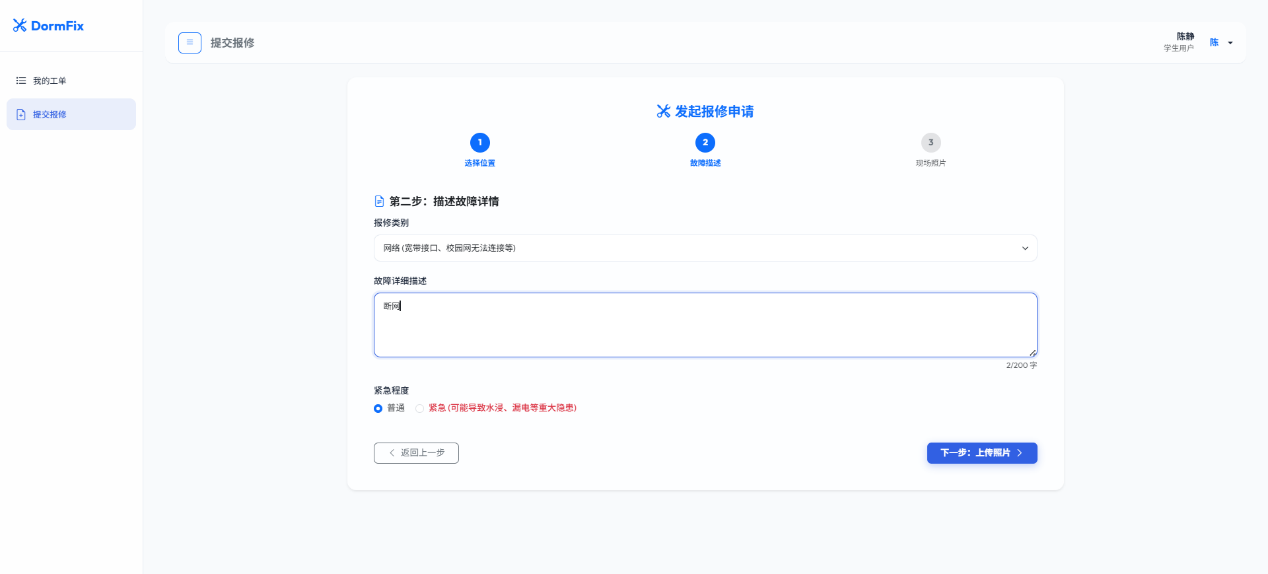 DormFix
我的工单
提交报修
提交报修
陈静
学生用户
陈
发起报修申请
1
选择位置
2
故障描述
3
现场照片
第二步：描述故障详情
报修类别
网络 (宽带接口、校园网无法连接等)
故障详细描述
断网
2/200 字
紧急程度
普通 紧急 (可能导致水浸、漏电等重大隐患)
返回上一步
下一步：上传照片